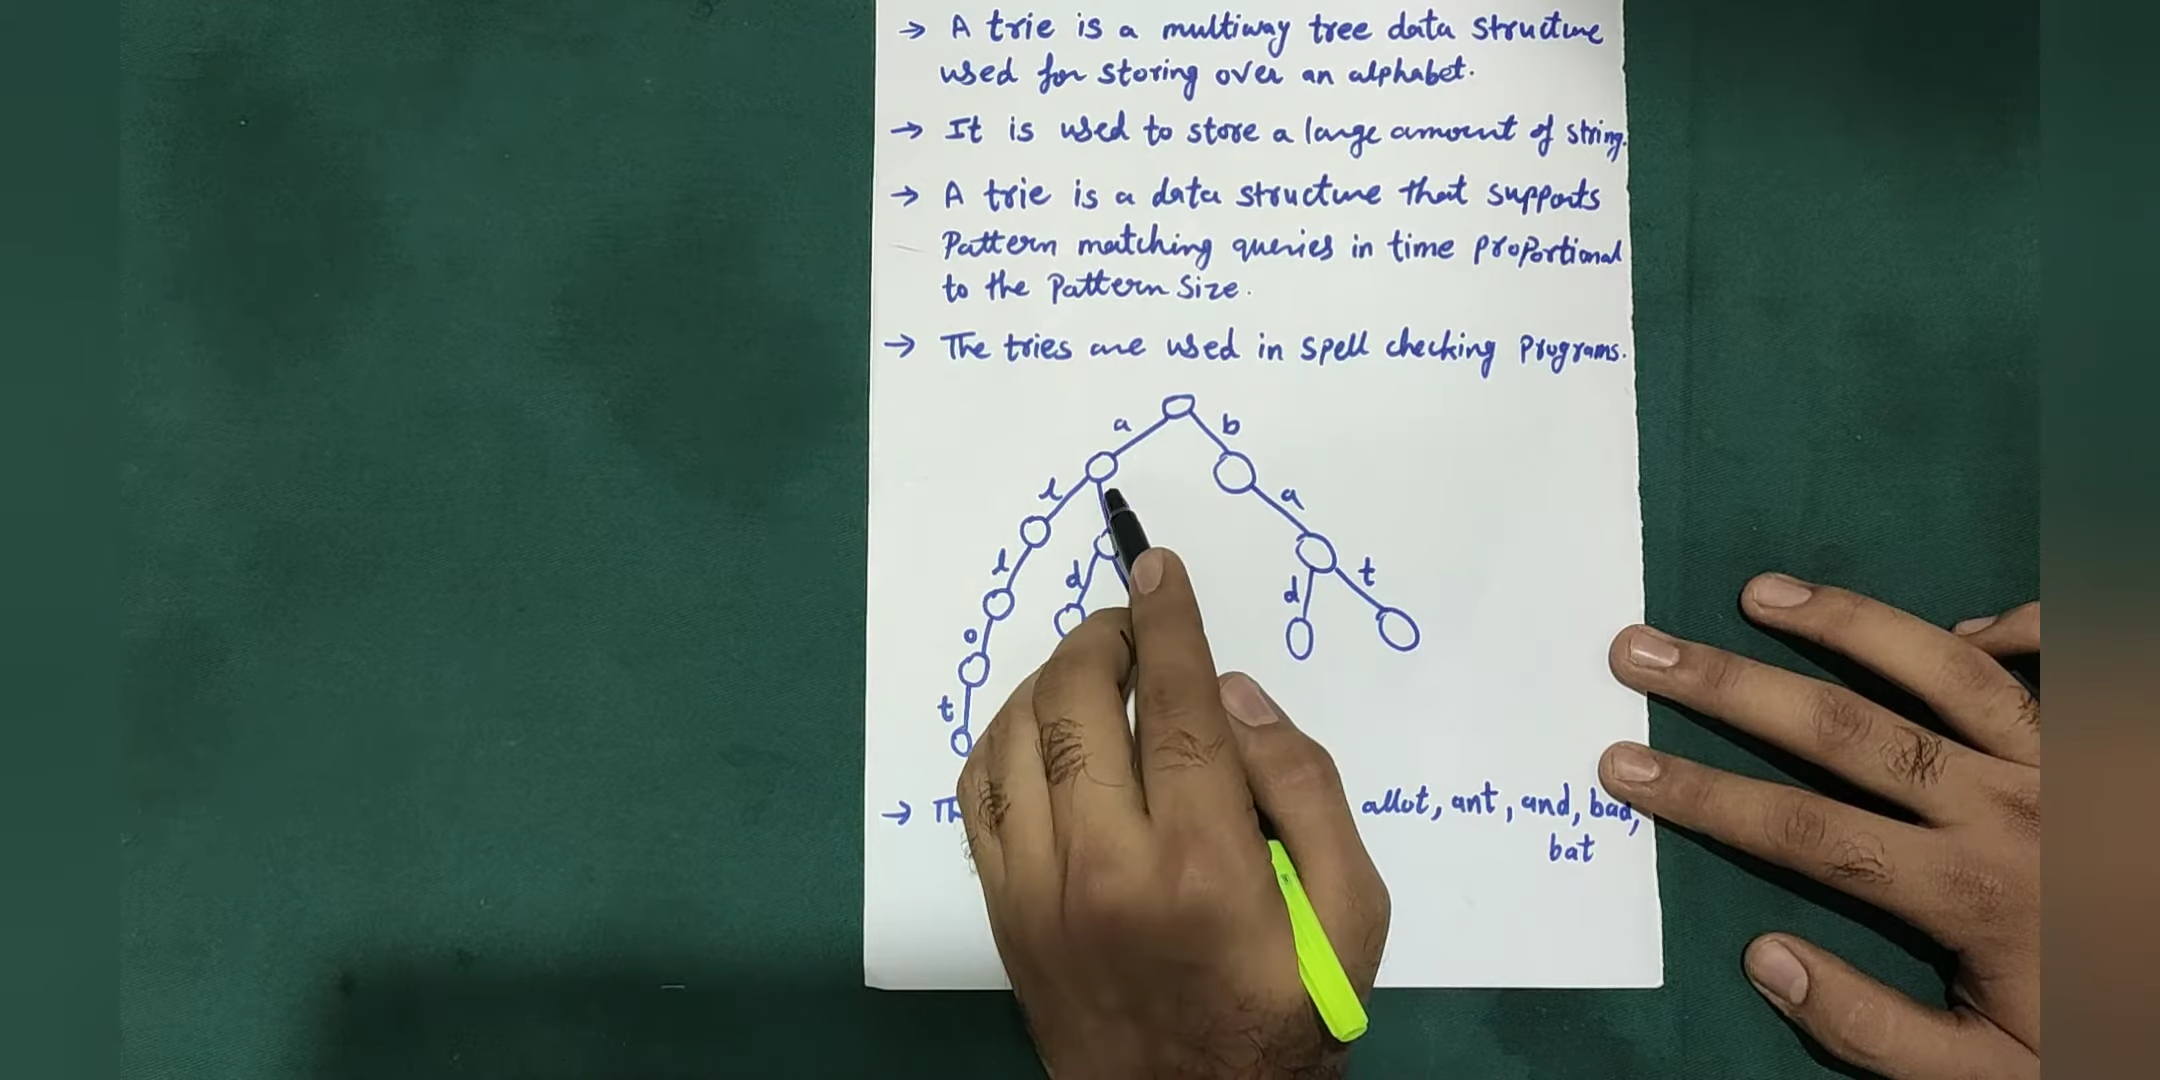 → A trie is a multiway tree data structure
used for storing over an alphabet.
→ It is used to store a large amount of string.
→ A trie is a data structure that supports
Pattern matching queries in time proportional
to the Pattern Size.
→ The tries are used in spell checking programs.
a b
l a
l d d t
o
t
→ Th allot, ant, and, bad,
bat